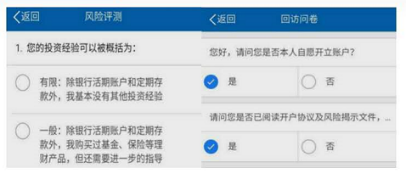 返回
风险评测
1. 您的投资经验可以被概括为：
有限：除银行活期账户和定期存
款外，我基本没有其他投资经验
一般：除银行活期账户和定期存
款外，我购买过基金、保险等理
财产品，但还需要进一步的指导
返回
回访问卷
您好，请问您是否本人自愿开立账户？
是
否
请问您是否已阅读开户协议及风险揭示文件，...
是
否